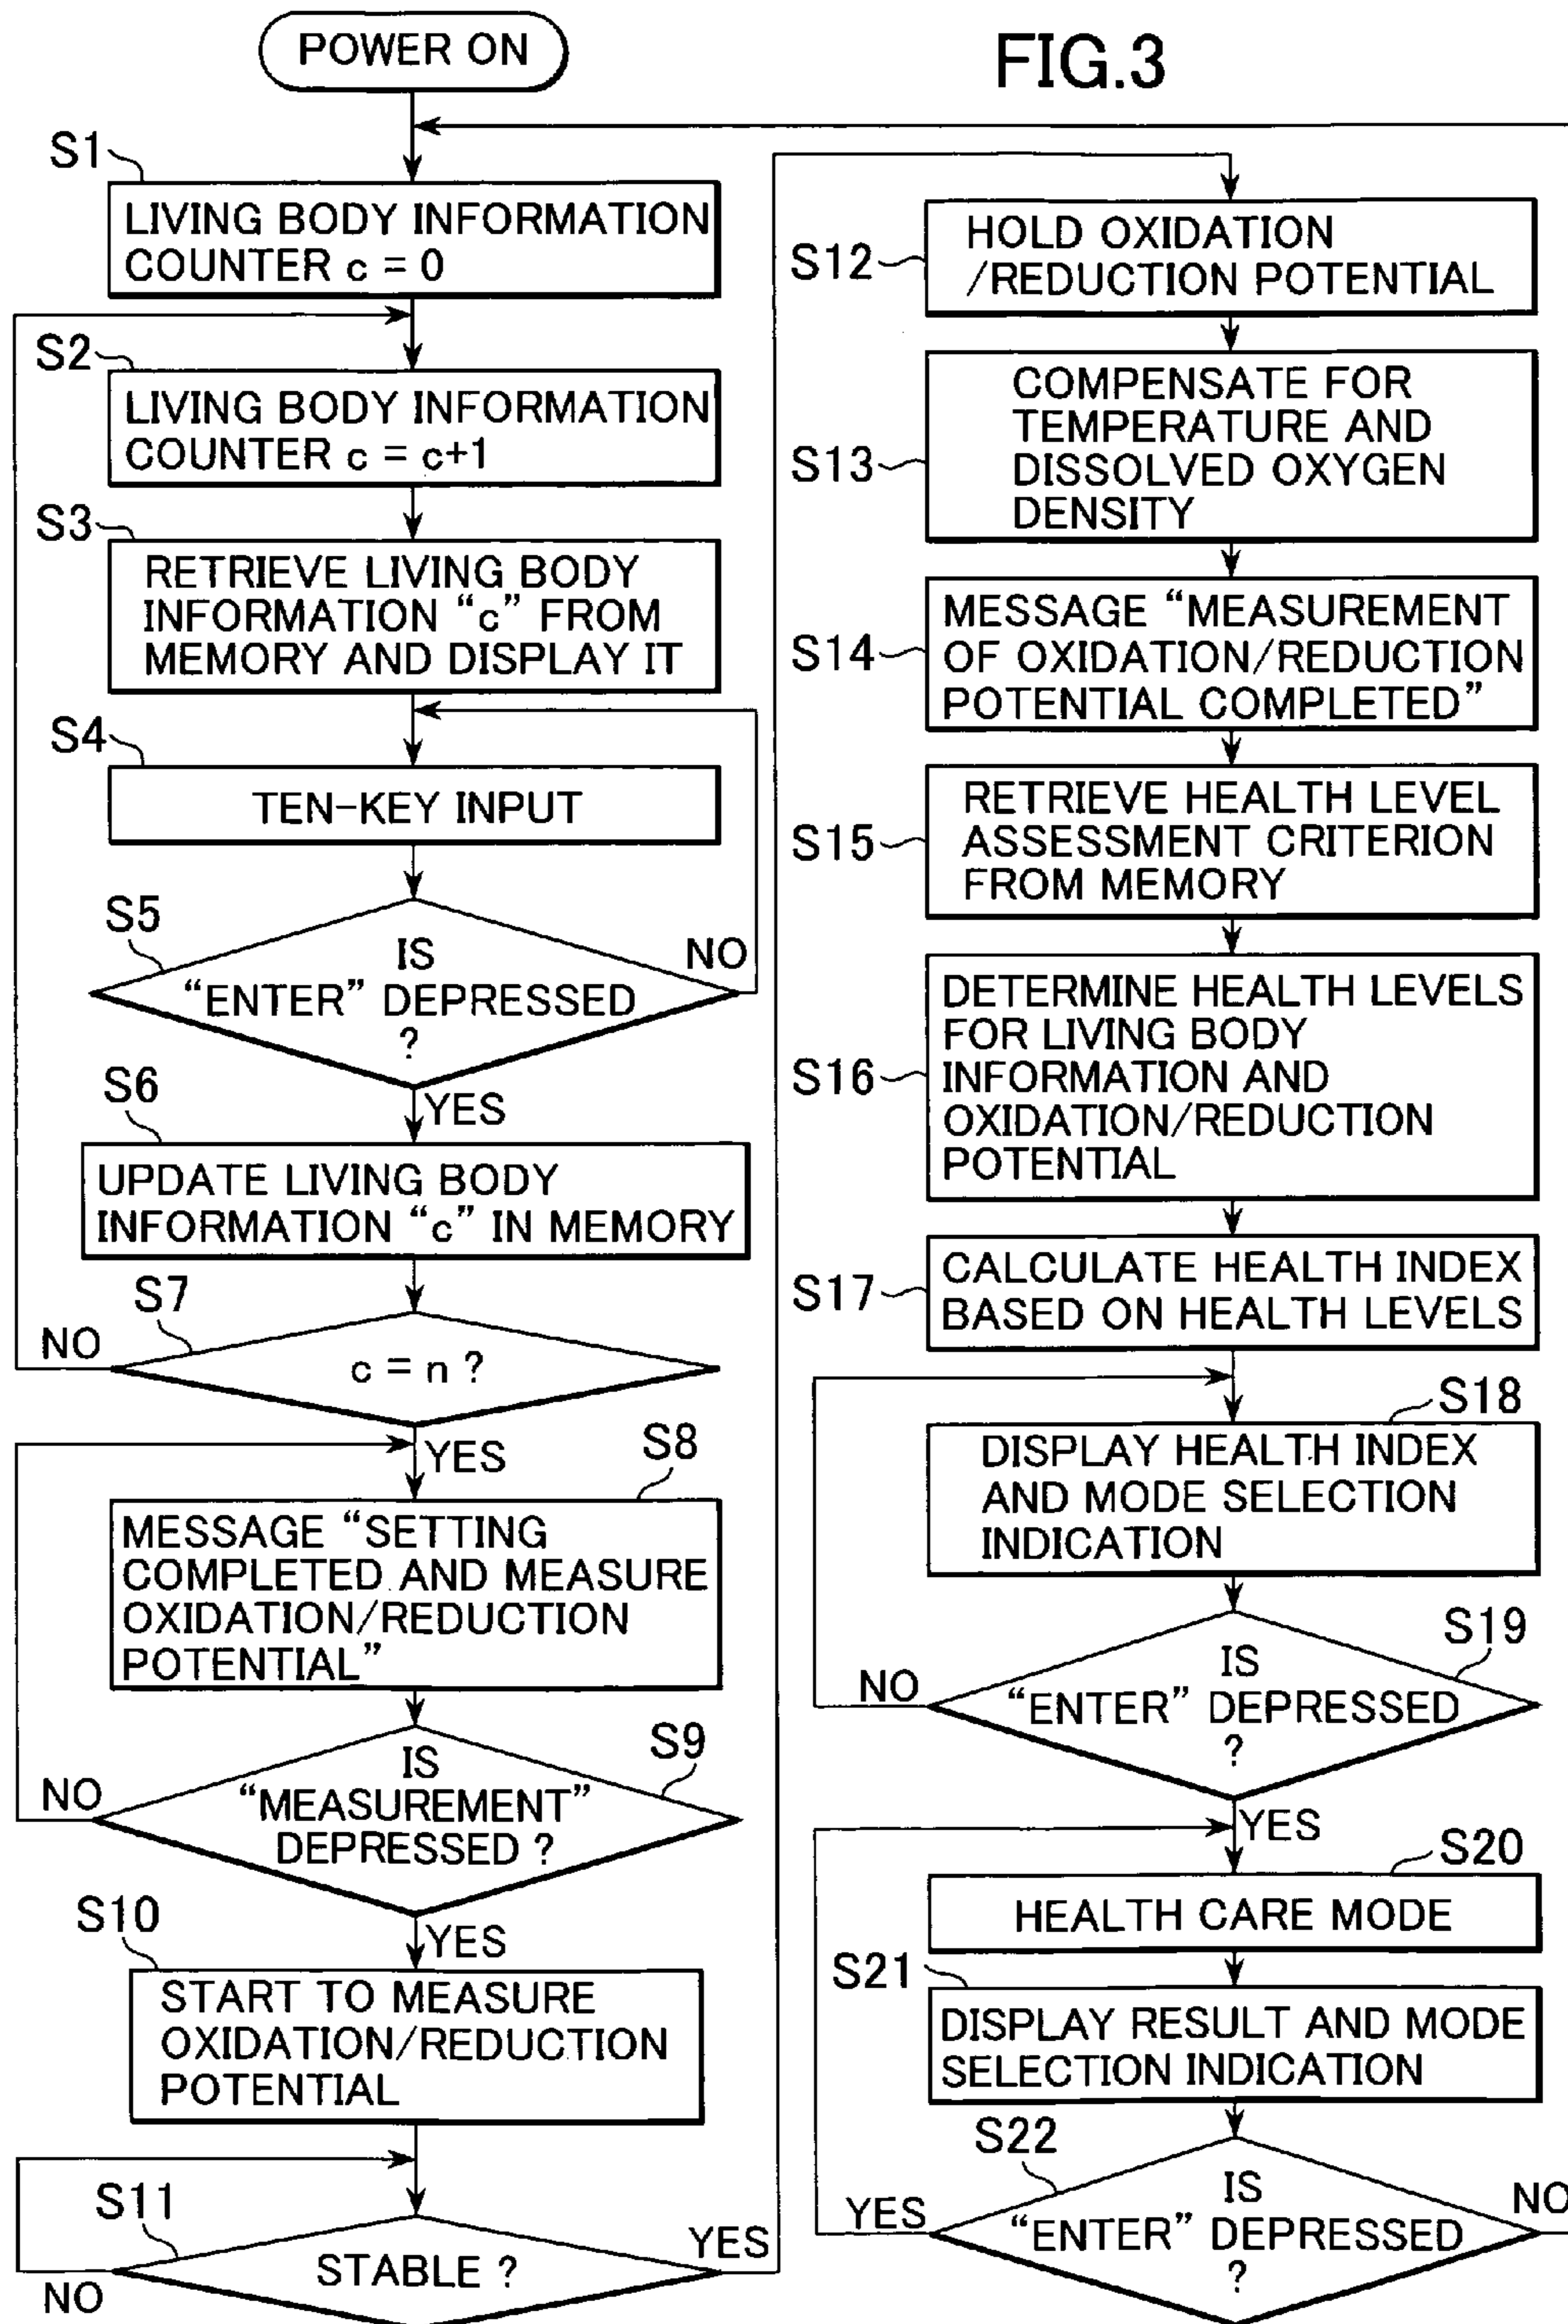 FIG.3
POWER ON
S1
LIVING BODY INFORMATION
COUNTER c = 0
S2
LIVING BODY INFORMATION
COUNTER c = c+1
S3
RETRIEVE LIVING BODY
INFORMATION “c” FROM
MEMORY AND DISPLAY IT
S4
TEN-KEY INPUT
S5
IS
“ENTER” DEPRESSED
?
NO
YES
S6
UPDATE LIVING BODY
INFORMATION “c” IN MEMORY
S7
c = n ?
NO
YES
S8
MESSAGE “SETTING
COMPLETED AND MEASURE
OXIDATION/REDUCTION
POTENTIAL”
S9
IS
“MEASUREMENT”
DEPRESSED ?
NO
YES
S10
START TO MEASURE
OXIDATION/REDUCTION
POTENTIAL
S11
STABLE ?
NO
YES
S12
HOLD OXIDATION
/REDUCTION POTENTIAL
S13
COMPENSATE FOR
TEMPERATURE AND
DISSOLVED OXYGEN
DENSITY
S14
MESSAGE “MEASUREMENT
OF OXIDATION/REDUCTION
POTENTIAL COMPLETED”
S15
RETRIEVE HEALTH LEVEL
ASSESSMENT CRITERION
FROM MEMORY
S16
DETERMINE HEALTH LEVELS
FOR LIVING BODY
INFORMATION AND
OXIDATION/REDUCTION
POTENTIAL
S17
CALCULATE HEALTH INDEX
BASED ON HEALTH LEVELS
S18
DISPLAY HEALTH INDEX
AND MODE SELECTION
INDICATION
S19
IS
“ENTER” DEPRESSED
?
NO
YES
S20
HEALTH CARE MODE
S21
DISPLAY RESULT AND MODE
SELECTION INDICATION
S22
IS
“ENTER” DEPRESSED
?
YES
NO